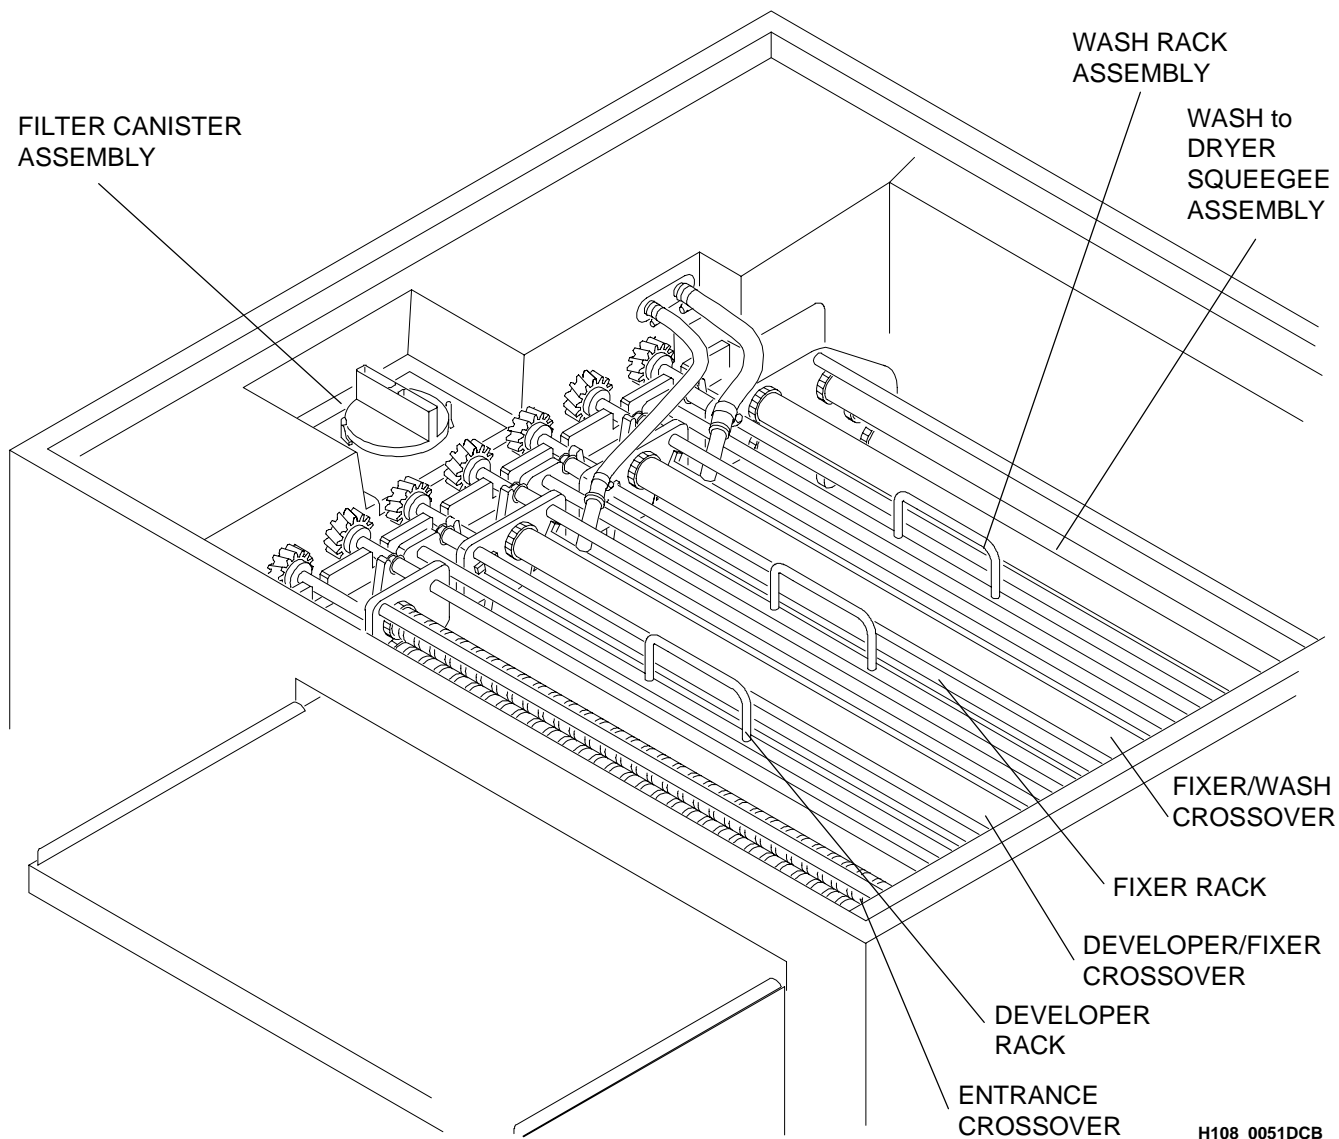 WASH RACK
ASSEMBLY
FILTER CANISTER
ASSEMBLY
WASH to
DRYER
SQUEEGEE
ASSEMBLY
FIXER/WASH
CROSSOVER
FIXER RACK
DEVELOPER/FIXER
CROSSOVER
DEVELOPER
RACK
ENTRANCE
CROSSOVER
H108_0051DCB